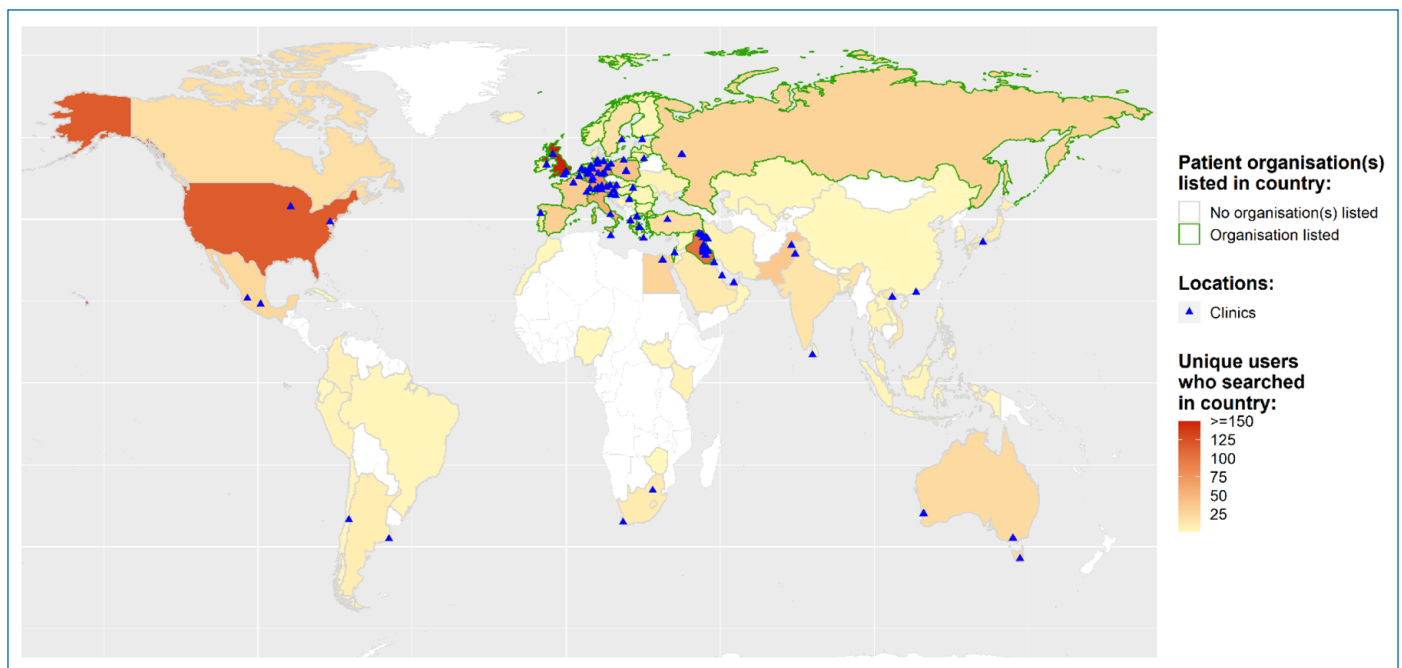 Patient organisation(s)
listed in country:
No organisation(s) listed
Organisation listed
Locations:
Clinics
Unique users
who searched
in country:
>=150
125
100
75
50
25